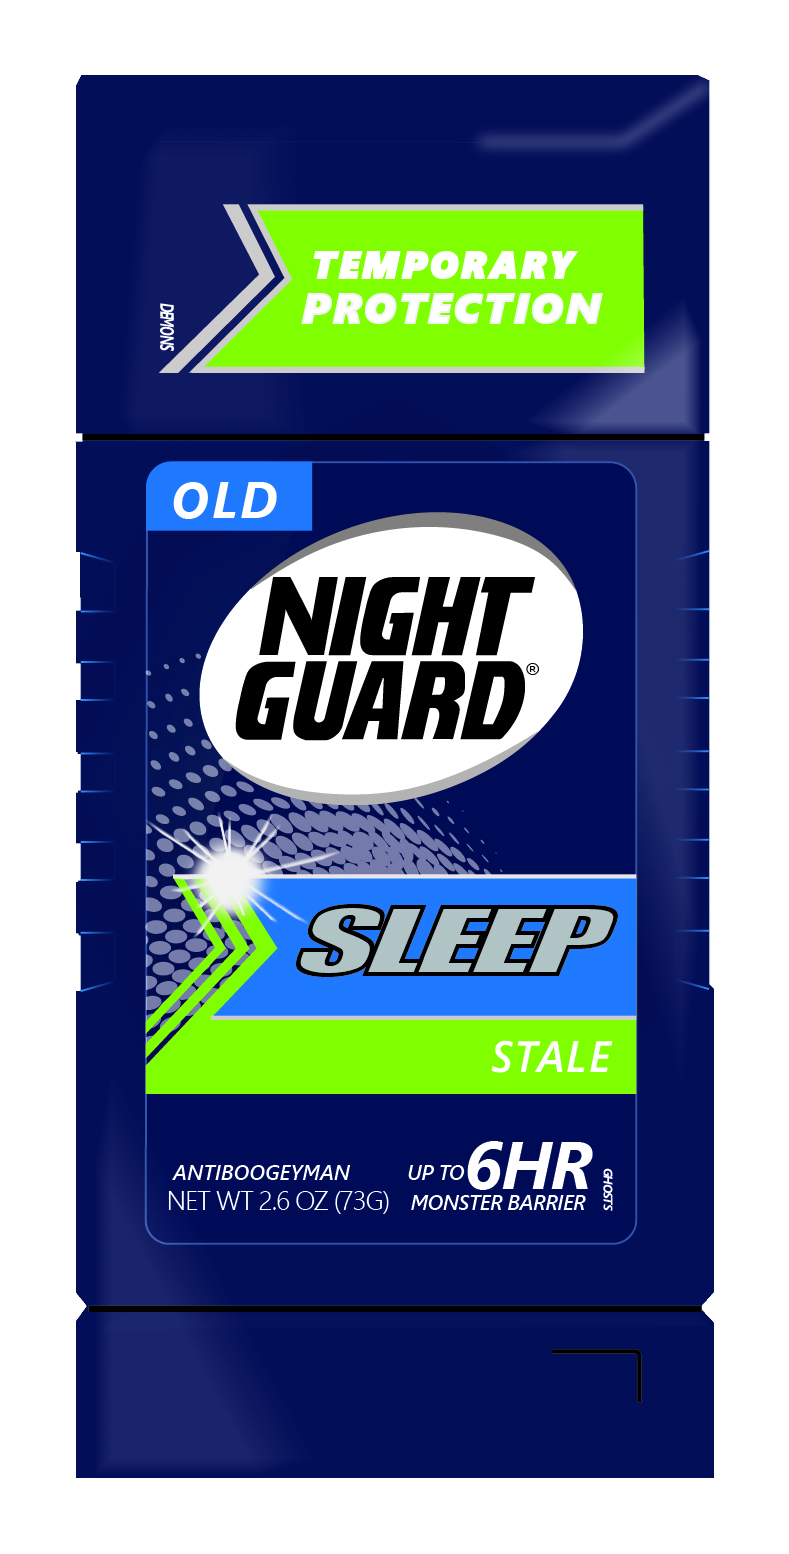 TEMPORARY
PROTECTION
DEMONS
OLD
NIGHT
GUARD®
SLEEP
STALE
ANTIBOOGEYMAN
NET WT 2.6 OZ (73G)
UP TO 6HR
MONSTER BARRIER
GHOSTS